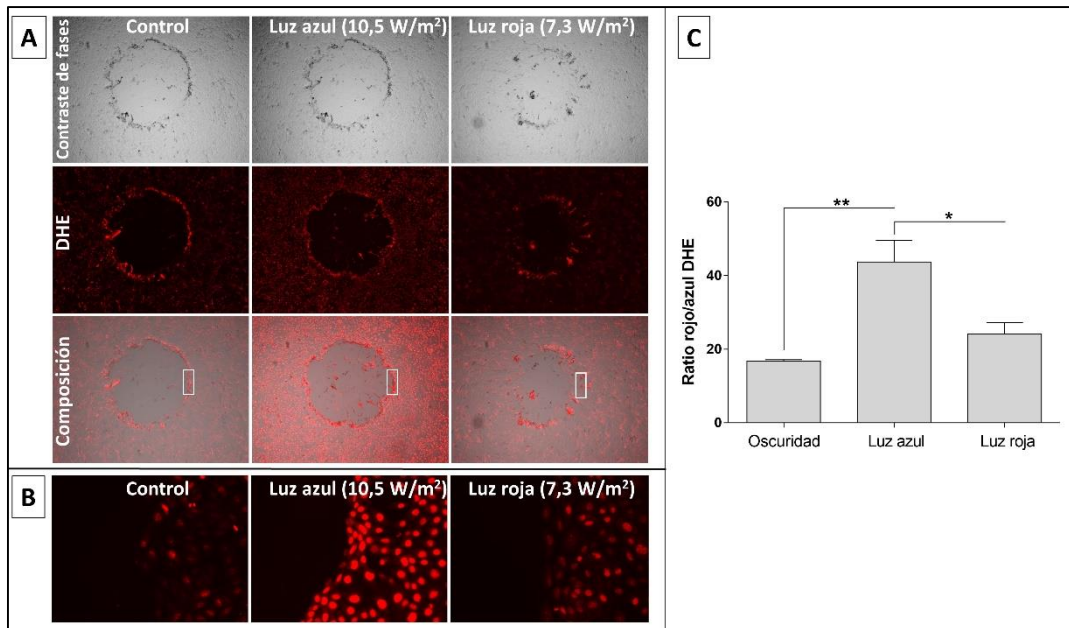 A
Control
Luz azul (10,5 W/m²)
Luz roja (7,3 W/m²)
Contraste de fases
DHE
Composición
B
Control
Luz azul (10,5 W/m²)
Luz roja (7,3 W/m²)
C
Ratio rojo/azul DHE
60
40
20
0
**
*
Oscuridad
Luz azul
Luz roja